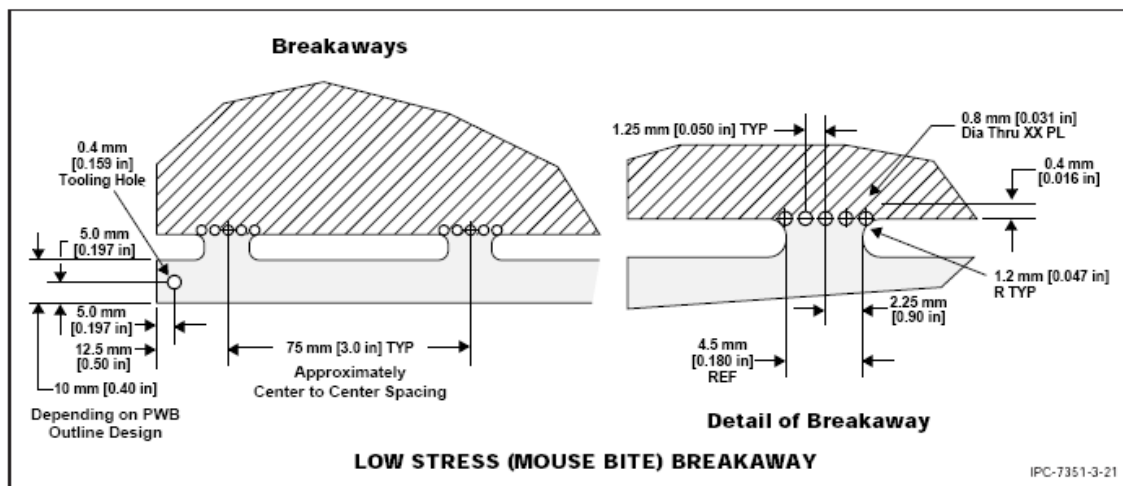 Breakaways
0.4 mm
[0.159 in]
Tooling Hole
5.0 mm
[0.197 in]
5.0 mm
[0.197 in]
12.5 mm
[0.50 in]
10 mm [0.40 in]
Depending on PWB
Outline Design
75 mm [3.0 in] TYP
Approximately
Center to Center Spacing
1.25 mm [0.050 in] TYP
0.8 mm [0.031 in]
Dia Thru XX PL
0.4 mm
[0.016 in]
1.2 mm [0.047 in]
R TYP
2.25 mm
[0.90 in]
4.5 mm
[0.180 in]
REF
Detail of Breakaway
LOW STRESS (MOUSE BITE) BREAKAWAY
IPC-7351-3-21